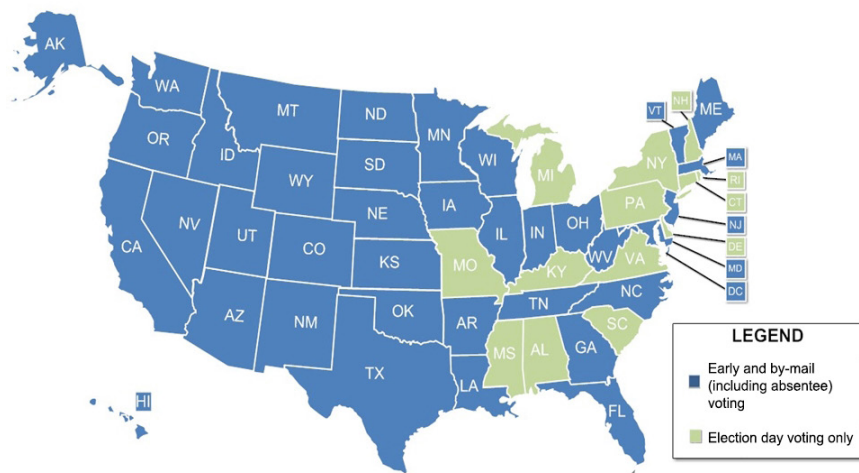 AK
WA
MT
ND
MN
VT
NH
ME
OR
ID
SD
WI
MI
NY
MA
RI
CT
WY
IA
PA
NJ
NV
NE
IL
IN
OH
DE
CA
UT
CO
KS
MO
KY
WV
VA
MD
DC
AZ
NM
OK
AR
TN
NC
TX
LA
MS
AL
GA
SC
FL
HI
LEGEND
Early and by-mail
(including absentee)
voting
Election day voting only